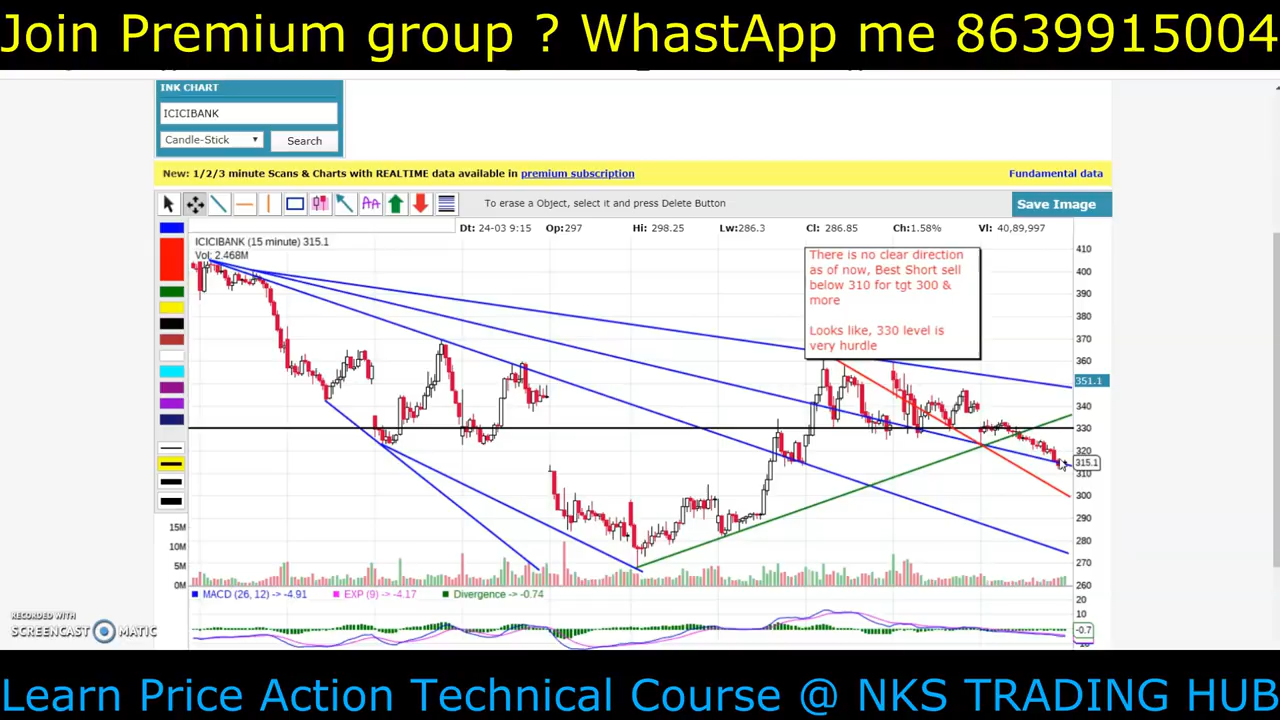 Join Premium group ? WhastApp me 8639915004
INK CHART
ICICIBANK
Candle-Stick
Search
New: 1/2/3 minute Scans & Charts with REALTIME data available in premium subscription
Fundamental data
To erase a Object, select it and press Delete Button
Save Image
Dt: 24-03 9:15 Op:297 Hi: 298.25 Lw:286.3 Cl: 286.85 Ch:1.58% Vl: 40,89,997
ICICIBANK (15 minute) 315.1
Vol: 2.468M
There is no clear direction
as of now, Best Short sell
below 310 for tgt 300 &
more
Looks like, 330 level is
very hurdle
410
400
390
380
370
360
351.1
340
330
320
315.1
310
300
290
280
270
260
15M
10M
5M
0M
MACD (26, 12) -> -4.91
EXP (9) -> -4.17
Divergence -> -0.74
20
10
-0.7
RECORDED WITH
SCREENCAST MATIC
Learn Price Action Technical Course @ NKS TRADING HUB